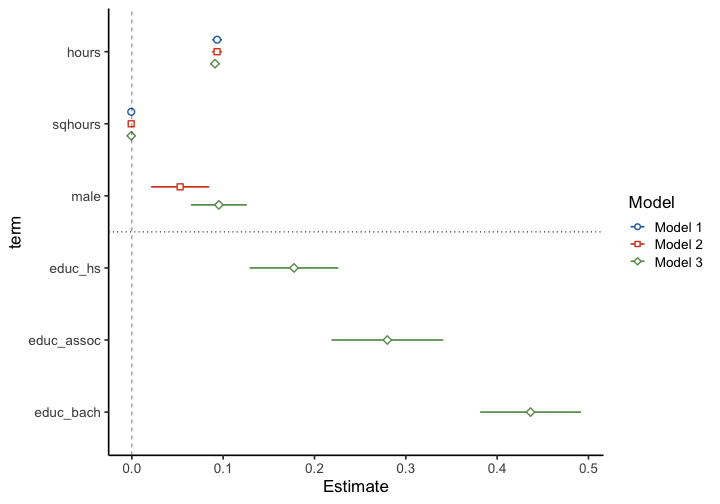 hours
sqhours
male
educ_hs
educ_assoc
educ_bach
term
0.0 0.1 0.2 0.3 0.4 0.5
Estimate
Model
Model 1
Model 2
Model 3